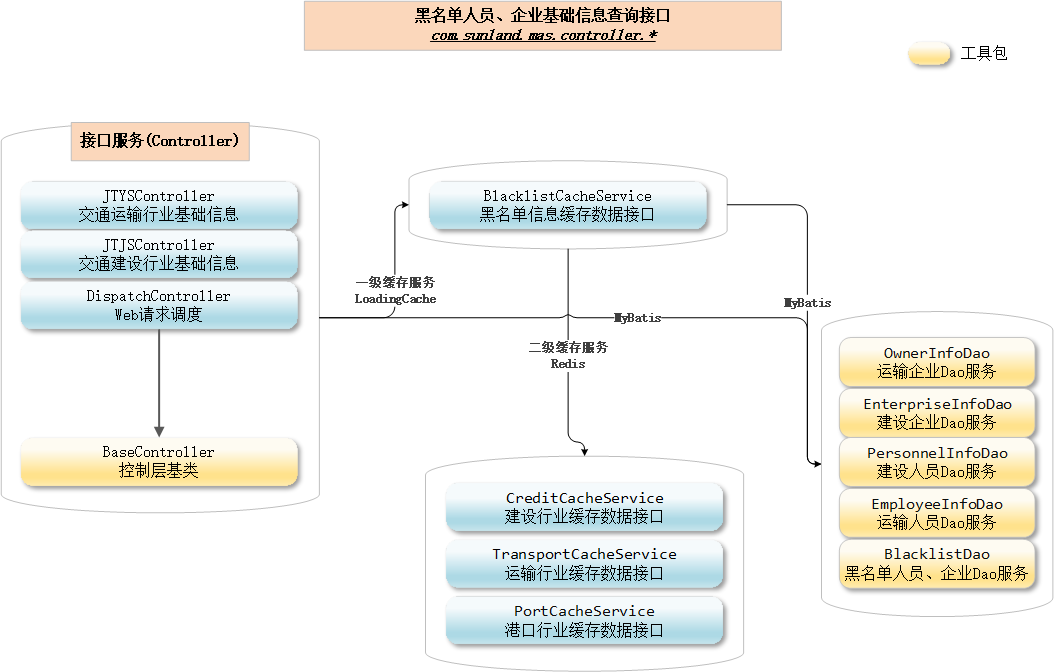 黑名单人员、企业基础信息查询接口
com.sunland.mas.controller.*
工具包
接口服务(Controller)
JTYSController
交通运输行业基础信息
JTJSController
交通建设行业基础信息
DispatchController
Web请求调度
BaseController
控制层基类
BlacklistCacheService
黑名单信息缓存数据接口
一级缓存服务
LoadingCache
MyBatis
MyBatis
二级缓存服务
Redis
CreditCacheService
建设行业缓存数据接口
TransportCacheService
运输行业缓存数据接口
PortCacheService
港口行业缓存数据接口
OwnerInfoDao
运输企业Dao服务
EnterpriseInfoDao
建设企业Dao服务
PersonnelInfoDao
建设人员Dao服务
EmployeeInfoDao
运输人员Dao服务
BlacklistDao
黑名单人员、企业Dao服务